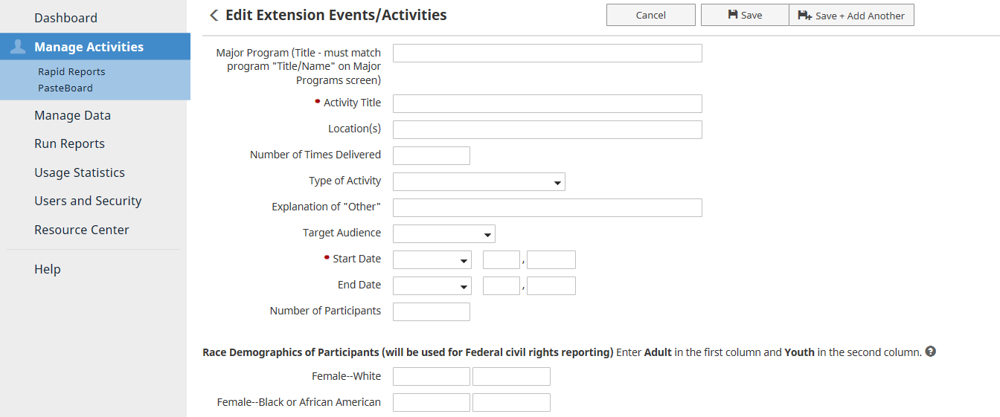 Dashboard
Manage Activities
Rapid Reports
PasteBoard
Manage Data
Run Reports
Usage Statistics
Users and Security
Resource Center
Help
Edit Extension Events/Activities
Cancel
Save
Save + Add Another
Major Program (Title - must match
program "Title/Name" on Major
Programs screen)
Activity Title
Location(s)
Number of Times Delivered
Type of Activity
Explanation of "Other"
Target Audience
Start Date
,
End Date
,
Number of Participants
Race Demographics of Participants (will be used for Federal civil rights reporting) Enter Adult in the first column and Youth in the second column. ?
Female--White
Female--Black or African American